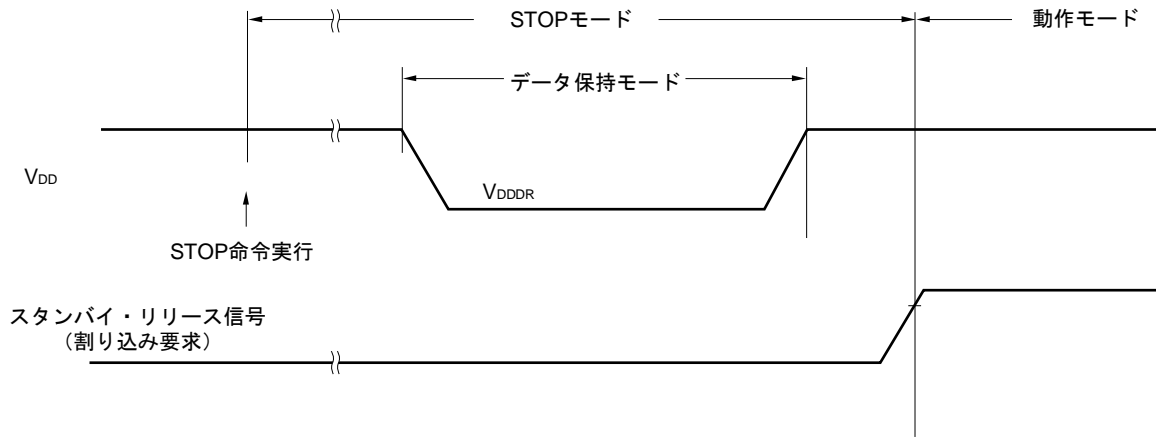 STOPモード
動作モード
データ保持モード
VDD
VDDDR
STOP命令実行
スタンバイ・リリース信号
（割り込み要求）